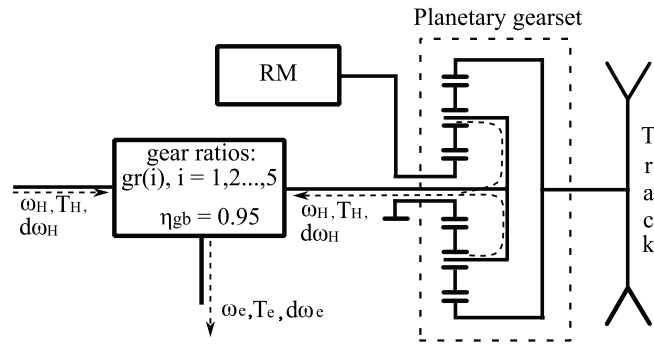 Planetary gearset
RM
gear ratios:
gr(i), i = 1,2...,5
ηgb = 0.95
ωH,TH,
dωH
ωH,TH,
dωH
ωe,Te,dωe
Track